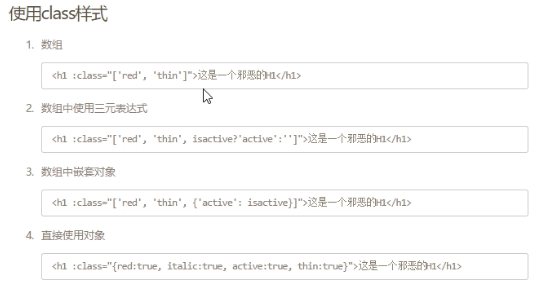 使用class样式
1. 数组
<h1 :class="['red', 'thin']">这是一个邪恶的H1</h1>
2. 数组中使用三元表达式
<h1 :class="['red', 'thin', isactive?'active':'']">这是一个邪恶的H1</h1>
3. 数组中嵌套对象
<h1 :class="['red', 'thin', {'active': isactive}]">这是一个邪恶的H1</h1>
4. 直接使用对象
<h1 :class="{red:true, italic:true, active:true, thin:true}">这是一个邪恶的H1</h1>